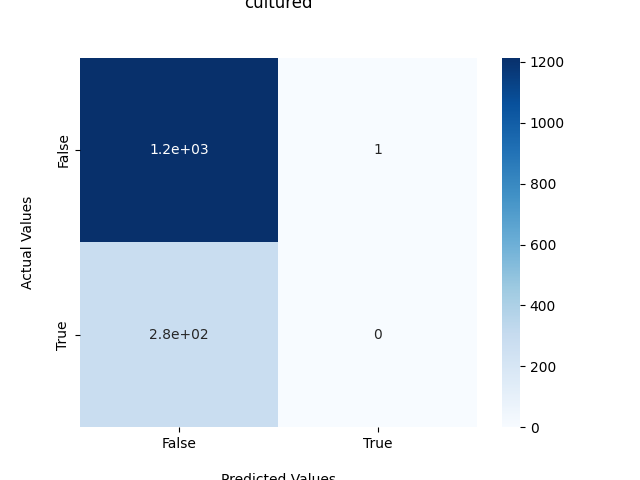 cultured
1200
1000
800
600
400
200
0
False
1.2e+03 1
Actual Values
True
2.8e+02 0
False True
Predicted Values